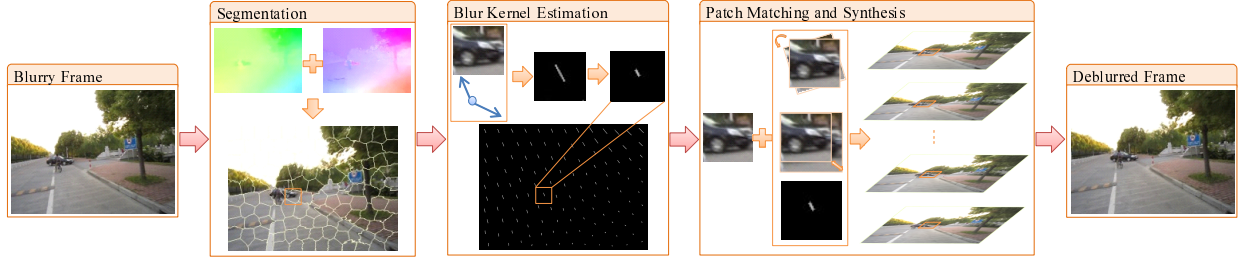 Blurry Frame
Segmentation
Blur Kernel Estimation
Patch Matching and Synthesis
Deblurred Frame